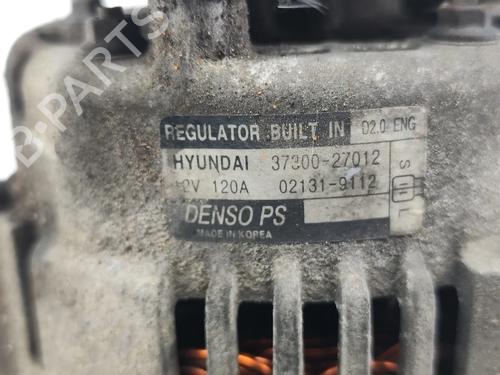 REGULATOR BUILT IN D2.0 ENG
HYUNDAI 37300-27012
12V 120A 02131-9112
S L
DENSO PS
MADE IN KOREA
B-PARTS